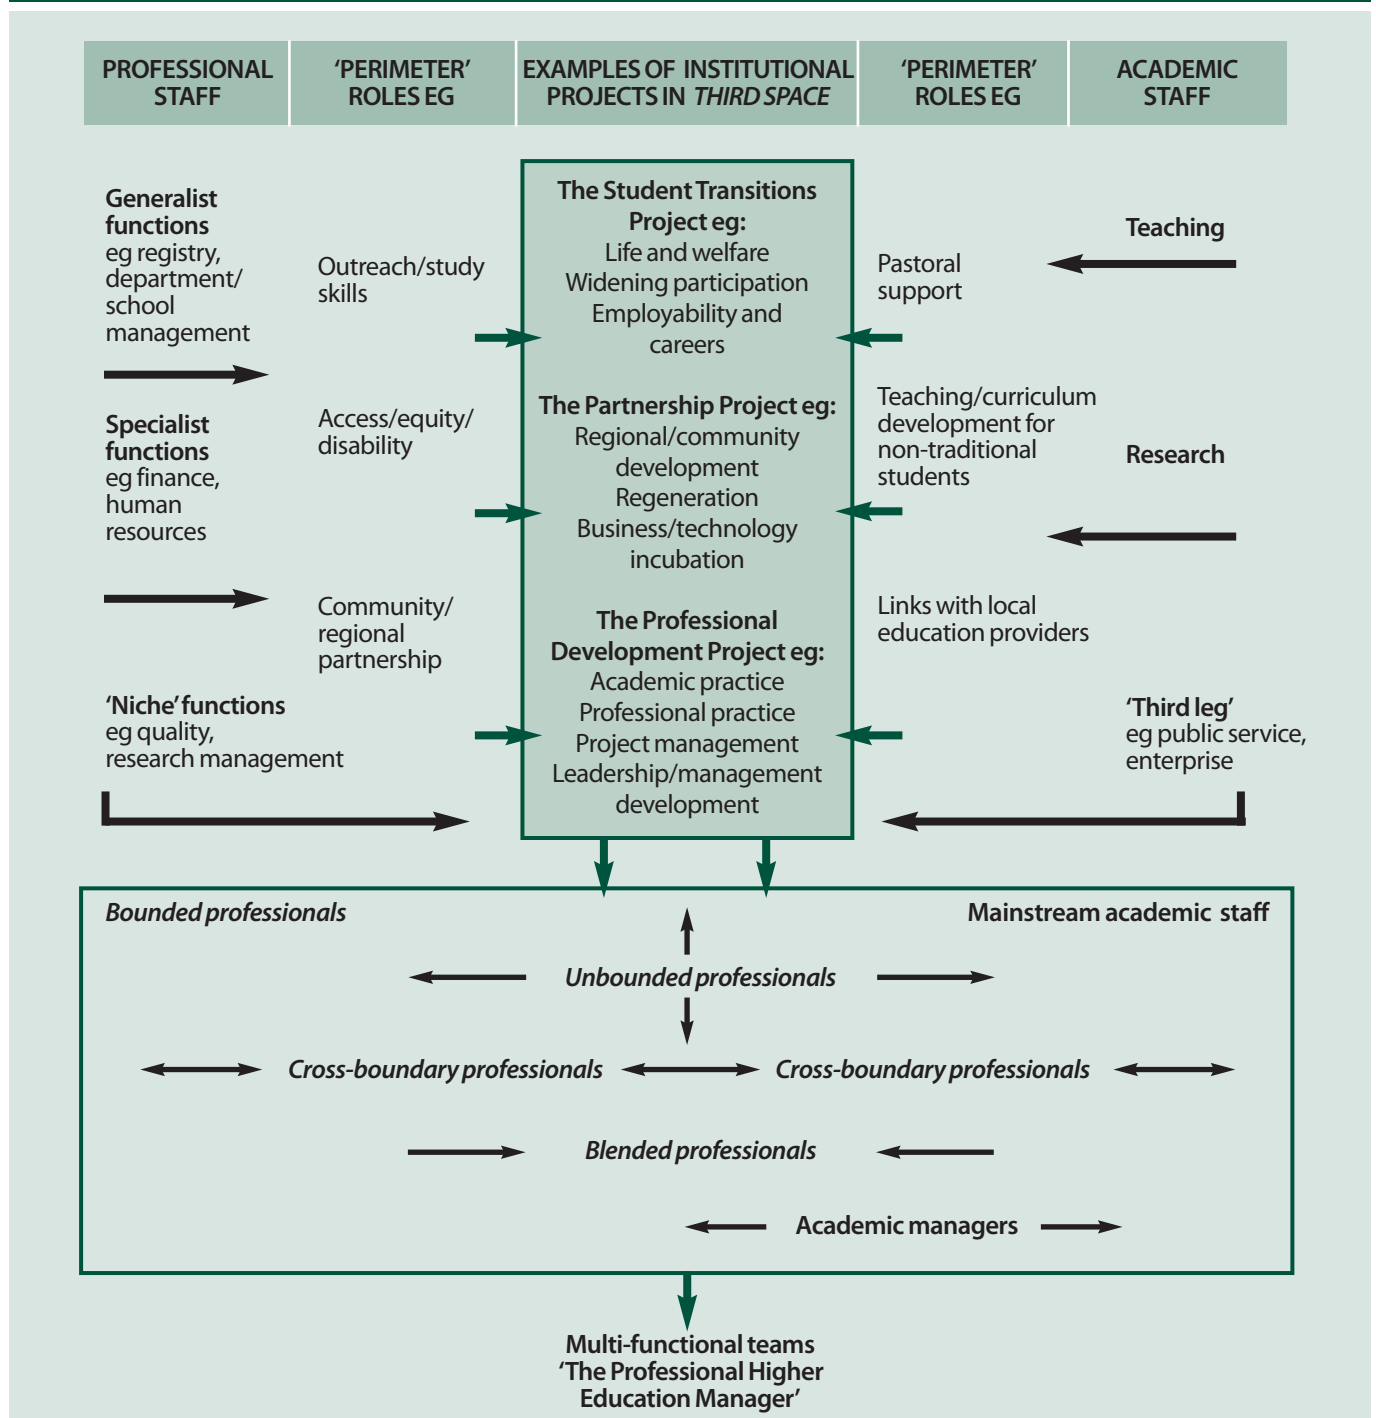 PROFESSIONAL
STAFF
‘PERIMETER’
ROLES EG
EXAMPLES OF INSTITUTIONAL
PROJECTS IN THIRD SPACE
‘PERIMETER’
ROLES EG
ACADEMIC
STAFF
Generalist
functions
eg registry,
department/
school
management
Specialist
functions
eg finance,
human
resources
‘Niche’ functions
eg quality,
research management
Outreach/study
skills
Access/equity/
disability
Community/
regional
partnership
The Student Transitions
Project eg:
Life and welfare
Widening participation
Employability and
careers
The Partnership Project eg:
Regional/community
development
Regeneration
Business/technology
incubation
The Professional
Development Project eg:
Academic practice
Professional practice
Project management
Leadership/management
development
Pastoral
support
Teaching/curriculum
development for
non-traditional
students
Links with local
education providers
Teaching
Research
‘Third leg’
eg public service,
enterprise
Bounded professionals
Mainstream academic staff
Unbounded professionals
Cross-boundary professionals
Cross-boundary professionals
Blended professionals
Academic managers
Multi-functional teams
‘The Professional Higher
Education Manager’